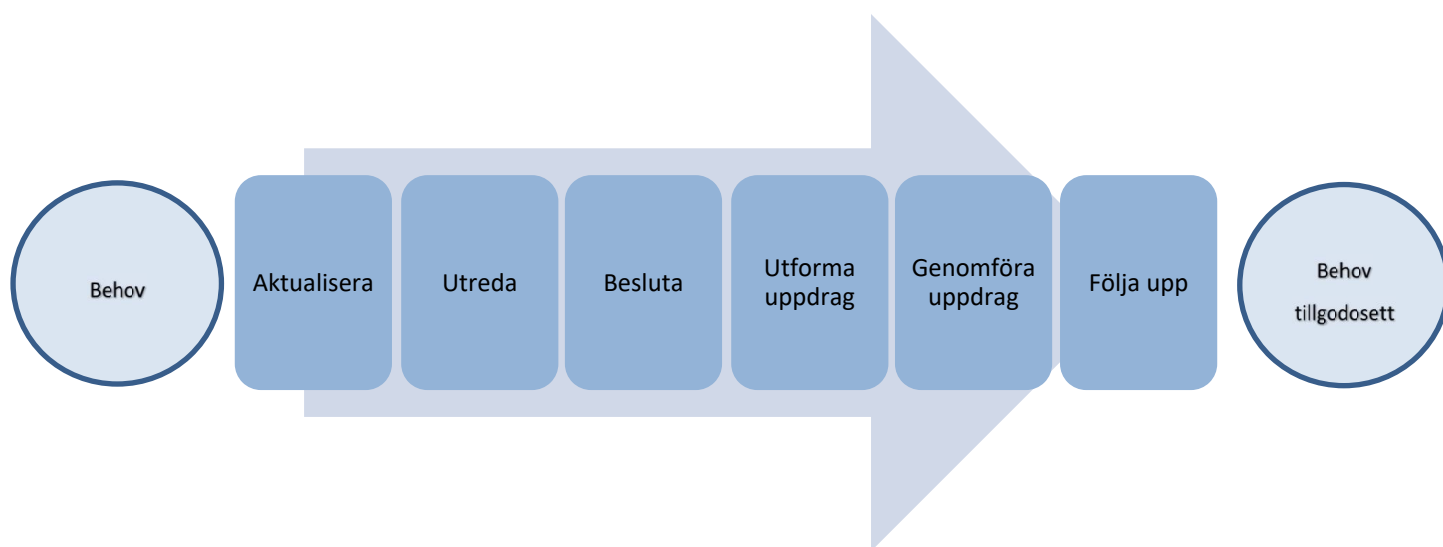 Behov
Aktualisera
Utreda
Besluta
Utforma
uppdrag
Genomföra
uppdrag
Följa upp
Behov
tillgodosett